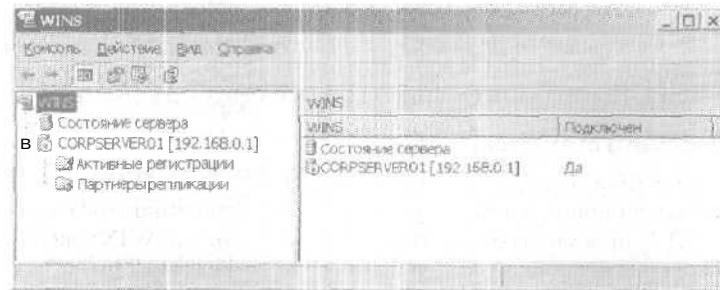 WINS
Консоль Действие Вид Справка
WINS
Состояние сервера
В CORPSERVER01 [192.168.0.1]
Активные регистрации
Партнеры репликации
WINS
WINS Подключен
Состояние сервера
CORPSERVER01 [192.168.0.1] Да